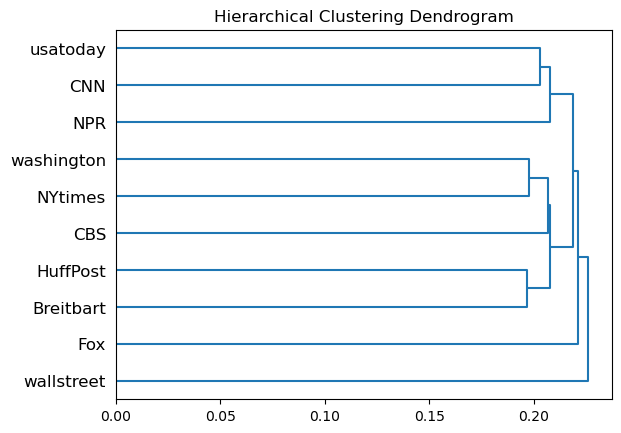 Hierarchical Clustering Dendrogram
usatoday
CNN
NPR
washington
NYtimes
CBS
HuffPost
Breitbart
Fox
wallstreet
0.00 0.05 0.10 0.15 0.20